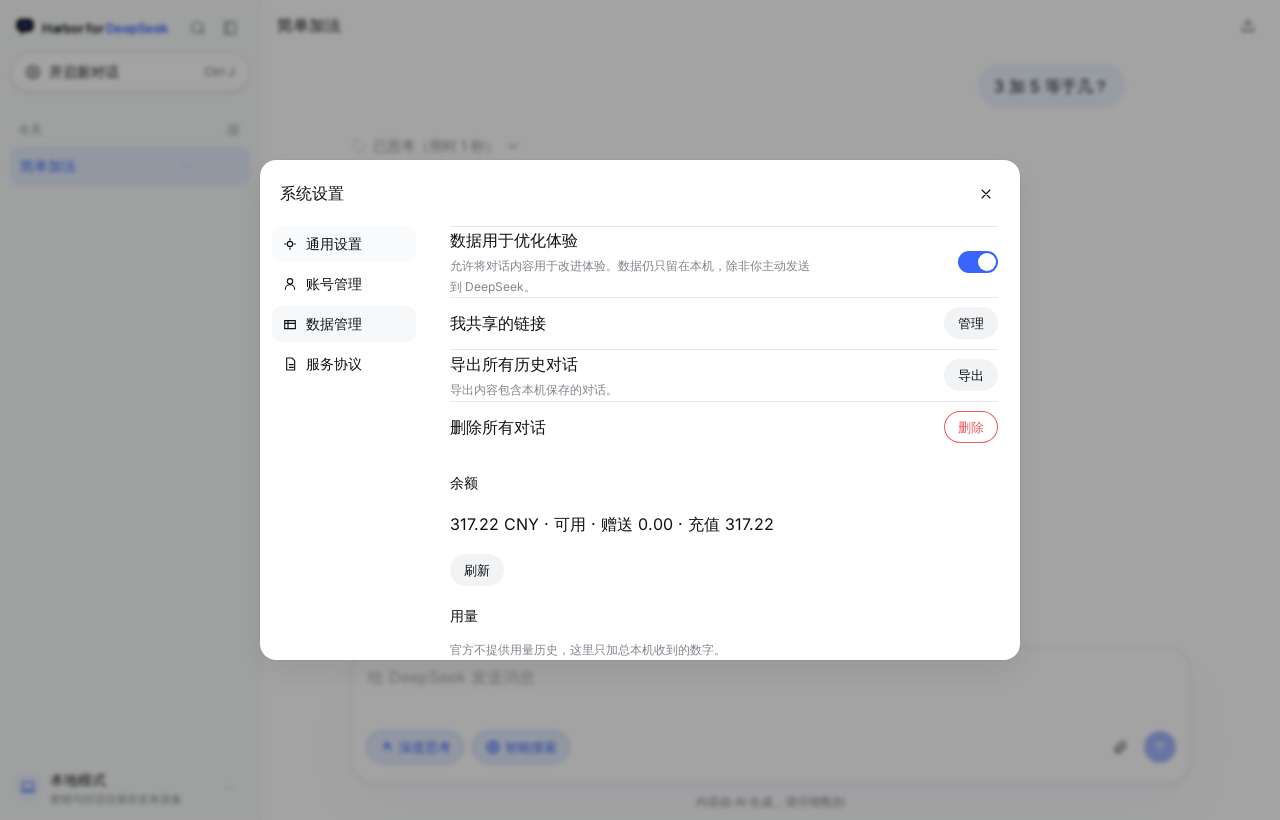 Harbor for DeepSeek
开启新对话
Ctrl J
今天
简单加法
本地模式
简单加法
3 加 5 等于几？
已思考（用时 1 秒）
系统设置
通用设置
账号管理
数据管理
服务协议
数据用于优化体验
允许将对话内容用于改进体验。数据仍只留在本机，除非你主动发送
到 DeepSeek。
我共享的链接
管理
导出所有历史对话
导出内容包含本机保存的对话。
导出
删除所有对话
删除
余额
317.22 CNY · 可用 · 赠送 0.00 · 充值 317.22
刷新
用量
官方不提供用量历史，这里只加总本机收到的数字。
给 DeepSeek 发送消息
深度思考
智能搜索
内容由 AI 生成，请仔细甄别